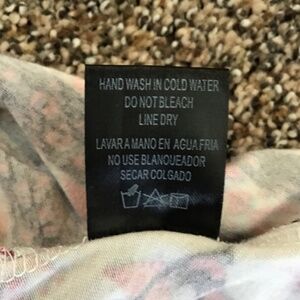 HAND WASH IN COLD WATER
DO NOT BLEACH
LINE DRY
LAVAR A MANO EN AGUA FRIA
NO USE BLANQUEADOR
SECAR COLGADO